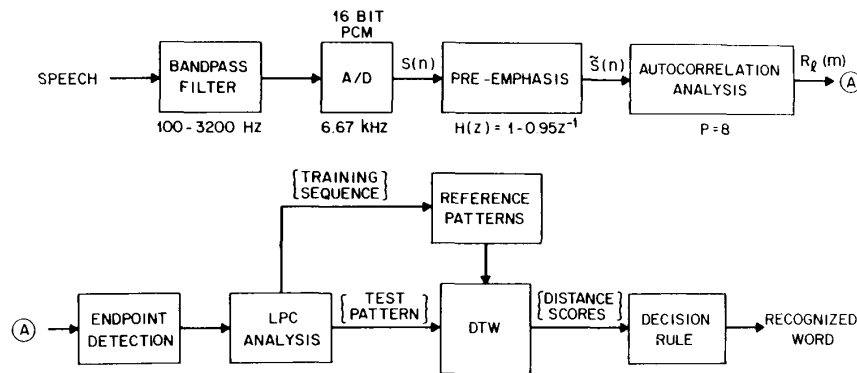 16 BIT
PCM
SPEECH
BANDPASS
FILTER
100-3200 Hz
A/D
6.67 kHz
S(n)
PRE-EMPHASIS
H(Z) = 1-0.95z⁻¹
S̃(n)
AUTOCORRELATION
ANALYSIS
P=8
Rℓ(m)
A
TRAINING
SEQUENCE
REFERENCE
PATTERNS
A
ENDPOINT
DETECTION
LPC
ANALYSIS
TEST
PATTERN
DTW
DISTANCE
SCORES
DECISION
RULE
RECOGNIZED
WORD